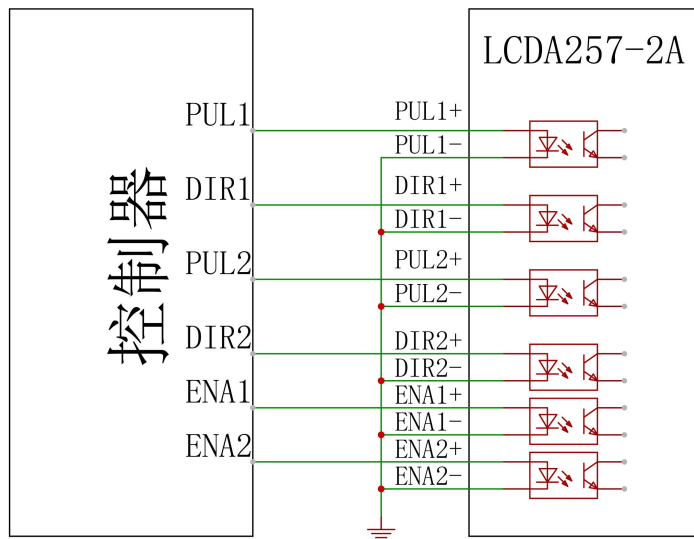 LCDA257-2A
PUL1
PUL1+
PUL1-
DIR1
DIR1+
DIR1-
PUL2
PUL2+
PUL2-
DIR2
DIR2+
DIR2-
ENA1
ENA1+
ENA1-
ENA2
ENA2+
ENA2-
控制器